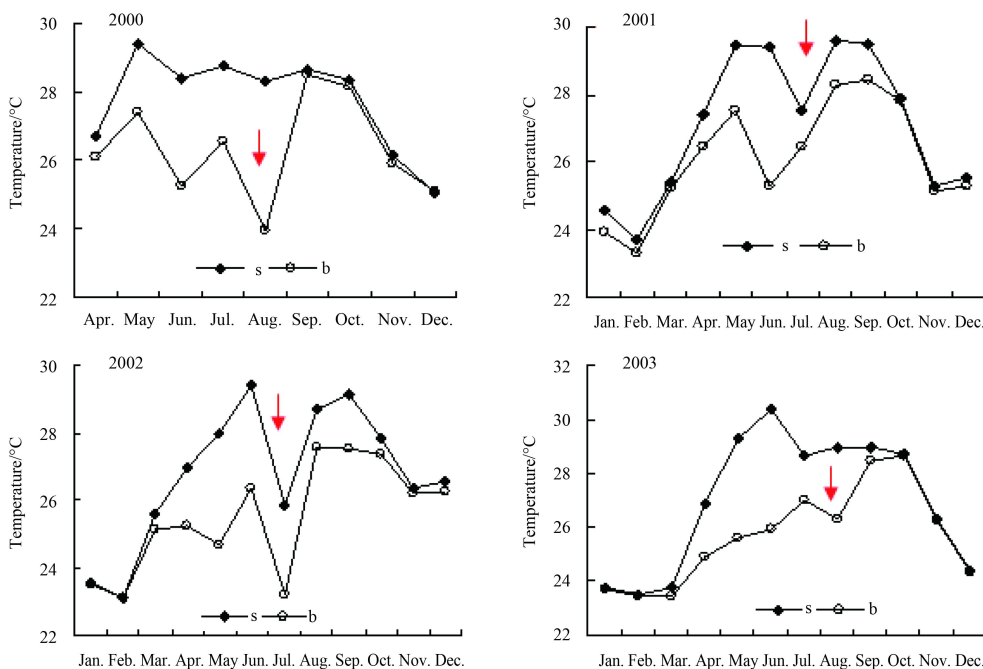 2000
30
28
26
24
22
Temperature/°C
s b
Apr. May Jun. Jul. Aug. Sep. Oct. Nov. Dec.
2001
30
28
26
24
22
Temperature/°C
s b
Jan. Feb. Mar. Apr. May Jun. Jul. Aug. Sep. Oct. Nov. Dec.
2002
30
28
26
24
22
Temperature/°C
s b
Jan. Feb. Mar. Apr. May Jun. Jul. Aug. Sep. Oct. Nov. Dec.
2003
32
30
28
26
24
22
Temperature/°C
s b
Jan. Feb. Mar. Apr. May Jun. Jul. Aug. Sep. Oct. Nov. Dec.